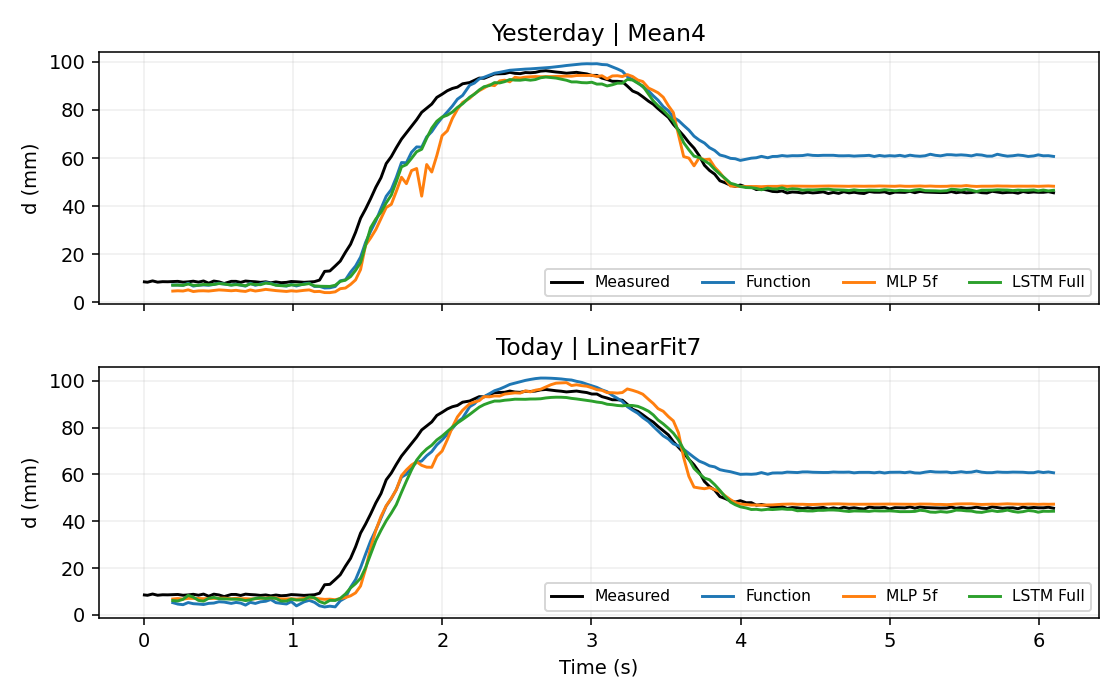 Yesterday | Mean4
100
80
60
40
20
0
d (mm)
Measured Function MLP 5f LSTM Full
Today | LinearFit7
100
80
60
40
20
0
d (mm)
Measured Function MLP 5f LSTM Full
0 1 2 3 4 5 6
Time (s)